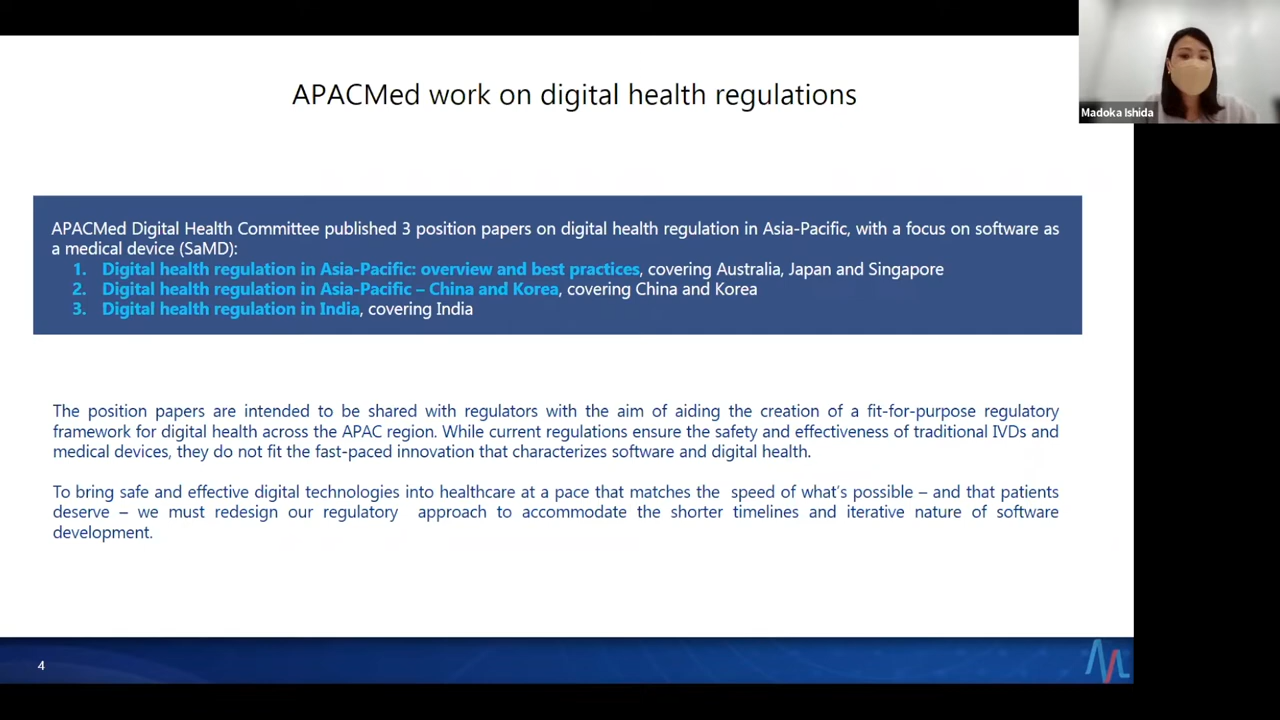 APACMed work on digital health regulations
Madoka Ishida
APACMed Digital Health Committee published 3 position papers on digital health regulation in Asia-Pacific, with a focus on software as
a medical device (SaMD):
1. Digital health regulation in Asia-Pacific: overview and best practices, covering Australia, Japan and Singapore
2. Digital health regulation in Asia-Pacific – China and Korea, covering China and Korea
3. Digital health regulation in India, covering India
The position papers are intended to be shared with regulators with the aim of aiding the creation of a fit-for-purpose regulatory
framework for digital health across the APAC region. While current regulations ensure the safety and effectiveness of traditional IVDs and
medical devices, they do not fit the fast-paced innovation that characterizes software and digital health.
To bring safe and effective digital technologies into healthcare at a pace that matches the speed of what's possible – and that patients
deserve – we must redesign our regulatory approach to accommodate the shorter timelines and iterative nature of software
development.
4